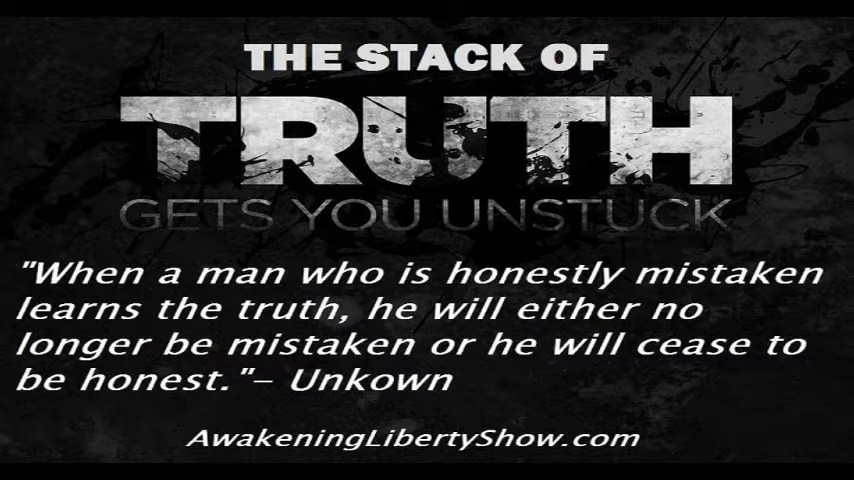 THE STACK OF
TRUTH
GETS YOU UNSTUCK
"When a man who is honestly mistaken
learns the truth, he will either no
longer be mistaken or he will cease to
be honest."– Unkown
AwakeningLibertyShow.com